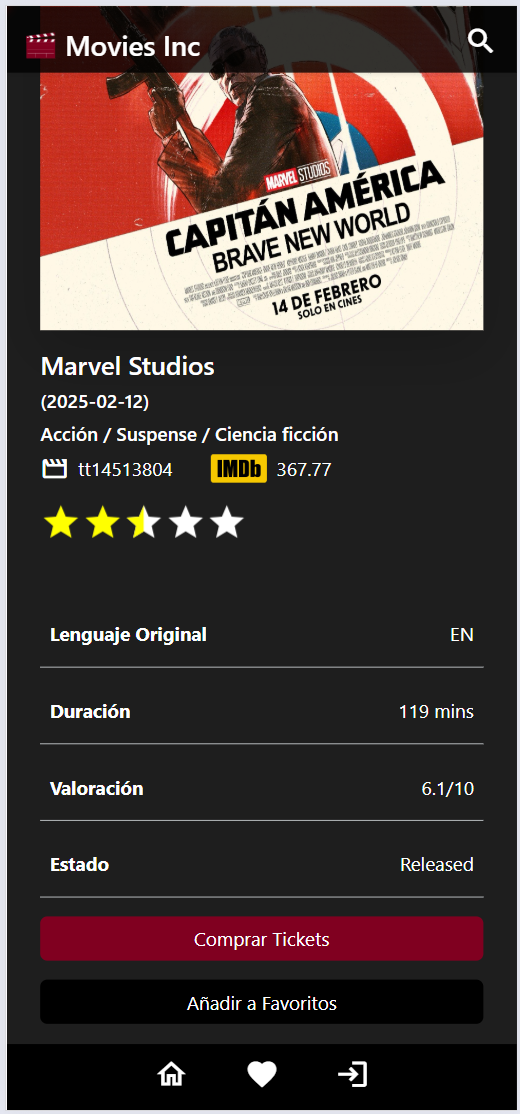 Movies Inc
MARVEL STUDIOS
CAPITÁN AMÉRICA
BRAVE NEW WORLD
14 DE FEBRERO
SOLO EN CINES
Marvel Studios
(2025-02-12)
Acción / Suspense / Ciencia ficción
tt14513804 IMDb 367.77
Lenguaje Original EN
Duración 119 mins
Valoración 6.1/10
Estado Released
Comprar Tickets
Añadir a Favoritos